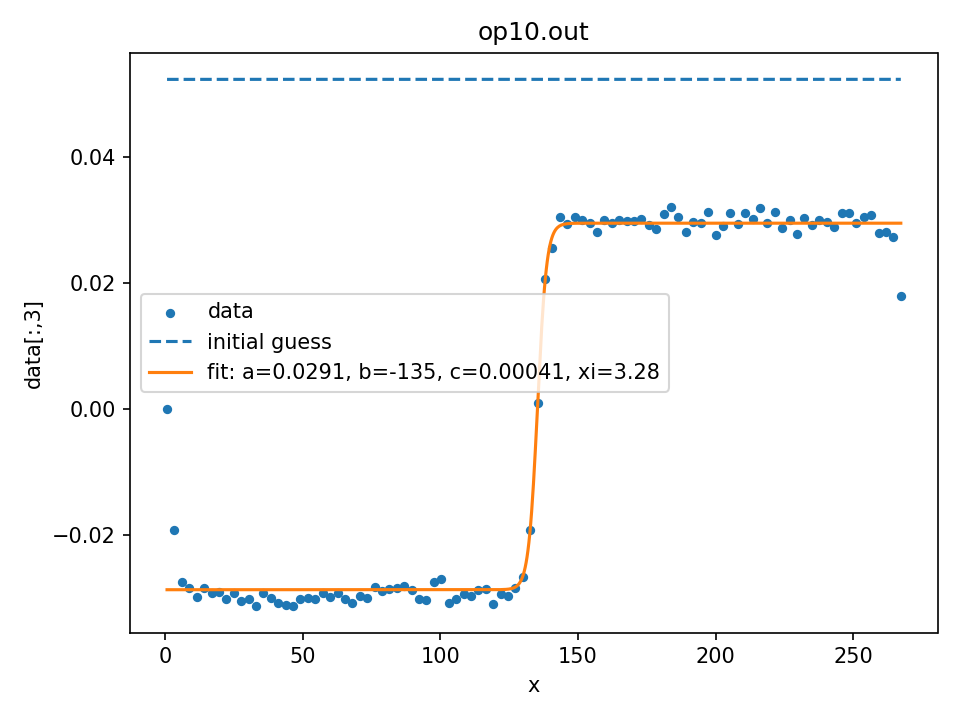 op10.out
0.04
0.02
0.00
−0.02
data[:,3]
data
initial guess
fit: a=0.0291, b=-135, c=0.00041, xi=3.28
0 50 100 150 200 250
x